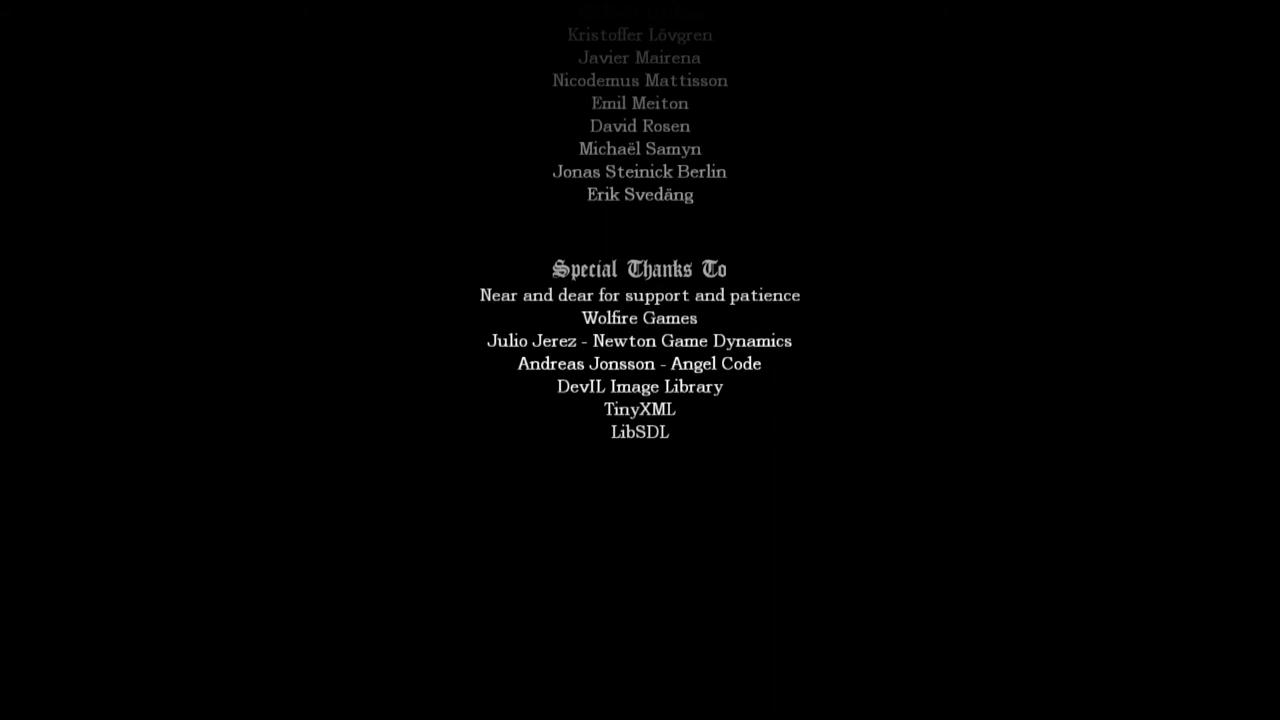 Kristoffer Lövgren
Javier Mairena
Nicodemus Mattisson
Emil Meiton
David Rosen
Michaël Samyn
Jonas Steinick Berlin
Erik Svedäng
Special Thanks To
Near and dear for support and patience
Wolfire Games
Julio Jerez - Newton Game Dynamics
Andreas Jonsson - Angel Code
DevIL Image Library
TinyXML
LibSDL